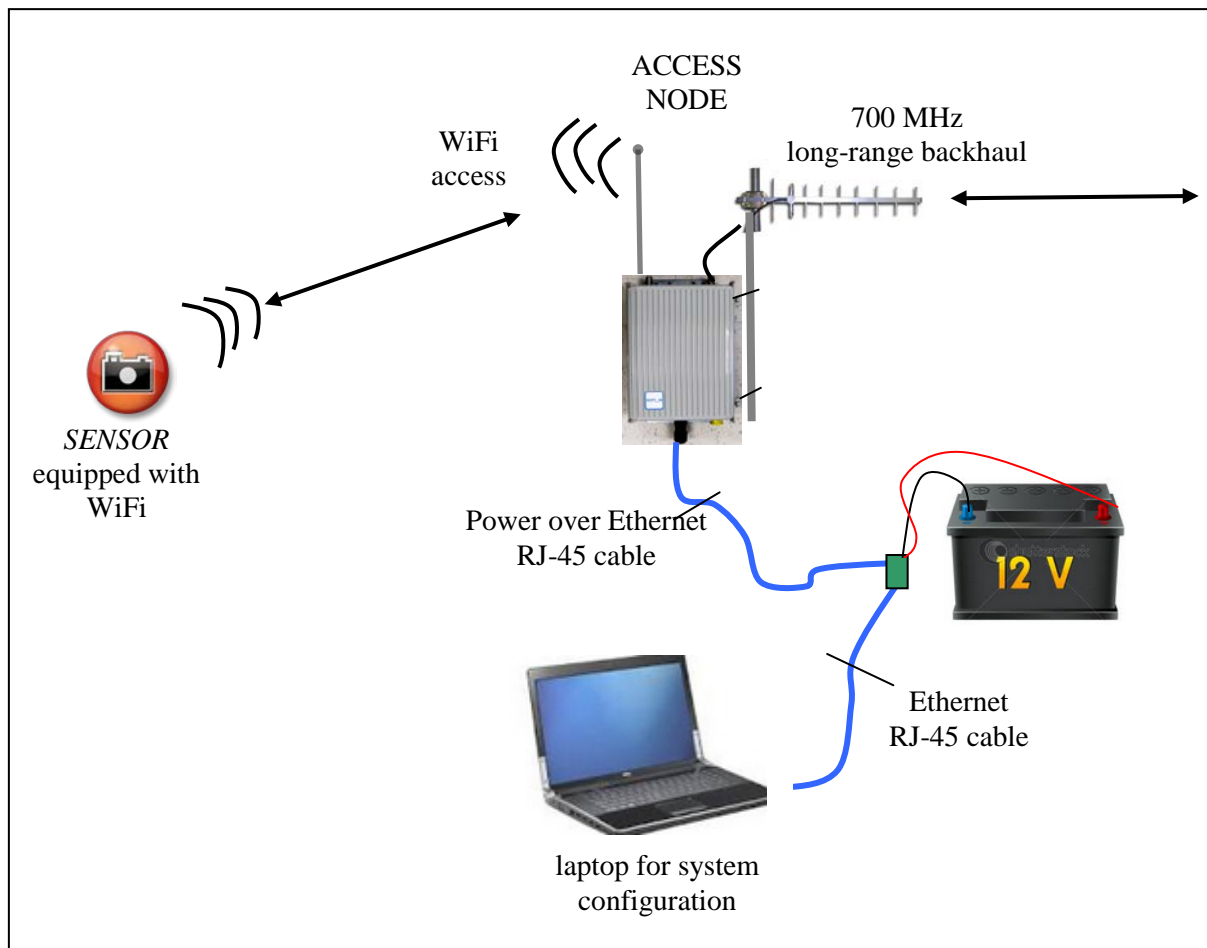 ACCESS
NODE
700 MHz
long-range backhaul
WiFi
access
SENSOR
equipped with
WiFi
Power over Ethernet
RJ-45 cable
12 V
Ethernet
RJ-45 cable
laptop for system
configuration